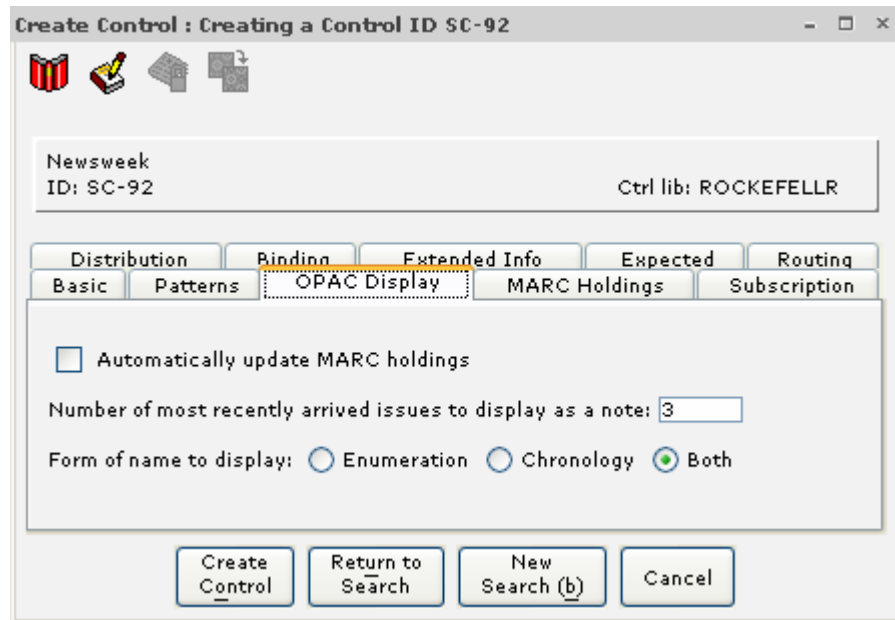 Create Control : Creating a Control ID SC-92
Newsweek
ID: SC-92 Ctrl lib: ROCKEFELLR
Distribution Binding Extended Info Expected Routing
Basic Patterns OPAC Display MARC Holdings Subscription
Automatically update MARC holdings
Number of most recently arrived issues to display as a note: 3
Form of name to display: Enumeration Chronology Both
Create Control
Return to Search
New Search (b)
Cancel